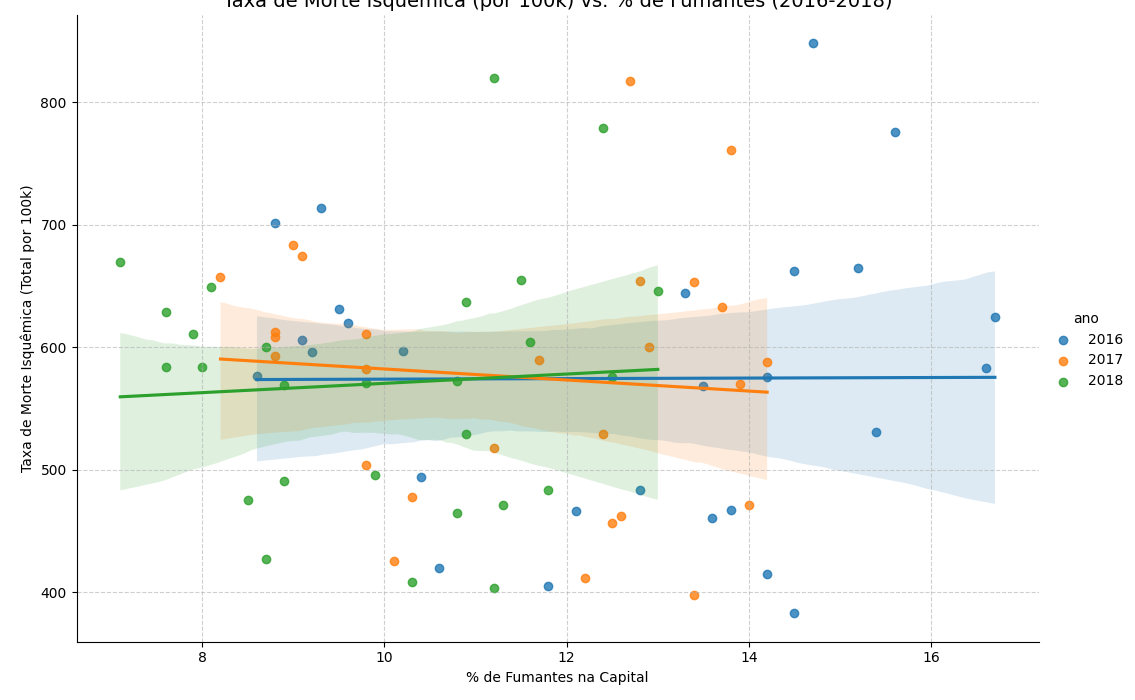 Taxa de Morte Isquêmica (por 100k) vs. % de Fumantes (2016-2018)
800
700
600
500
400
Taxa de Morte Isquêmica (Total por 100k)
8 10 12 14 16
% de Fumantes na Capital
ano
2016
2017
2018